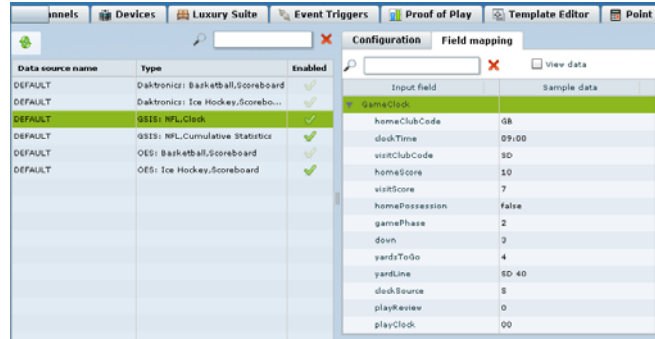 nnels Devices Luxury Suite Event Triggers Proof of Play Template Editor Point
Configuration Field mapping
View data
Data source name Type Enabled
Input field Sample data
DEFAULT Daktronics: Basketball,Scoreboard
DEFAULT Daktronics: Ice Hockey,Scorebo...
DEFAULT GSIS: NFL,Clock
DEFAULT GSIS: NFL,Cumulative Statistics
DEFAULT OES: Basketball,Scoreboard
DEFAULT OES: Ice Hockey,Scoreboard
GameClock
homeClubCode GB
clockTime 09:00
visitClubCode SD
homeScore 10
visitScore 7
homePossession false
gamePhase 2
down 3
yardsToGo 4
yardLine SD 40
clockSource S
playReview 0
playClock 00